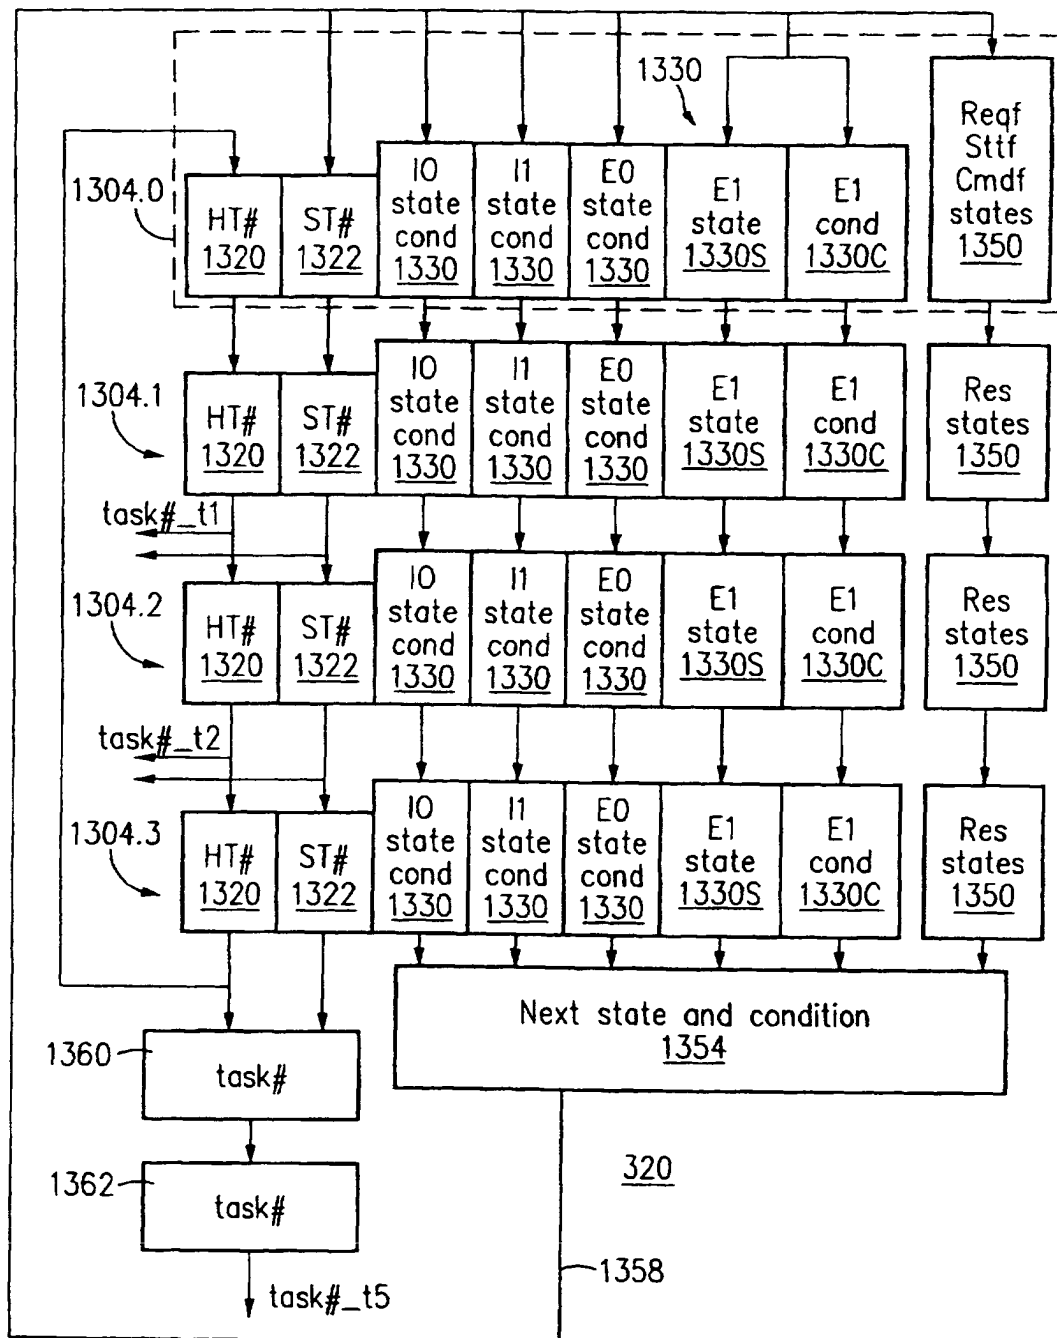 1330
1304.0
HT#
1320
ST#
1322
I0
state
cond
1330
I1
state
cond
1330
E0
state
cond
1330
E1
state
1330S
E1
cond
1330C
Reqf
Sttf
Cmdf
states
1350
1304.1
HT#
1320
ST#
1322
I0
state
cond
1330
I1
state
cond
1330
E0
state
cond
1330
E1
state
1330S
E1
cond
1330C
Res
states
1350
task#_t1
1304.2
HT#
1320
ST#
1322
I0
state
cond
1330
I1
state
cond
1330
E0
state
cond
1330
E1
state
1330S
E1
cond
1330C
Res
states
1350
task#_t2
1304.3
HT#
1320
ST#
1322
I0
state
cond
1330
I1
state
cond
1330
E0
state
cond
1330
E1
state
1330S
E1
cond
1330C
Res
states
1350
Next state and condition
1354
1360
task#
1362
task#
320
1358
task#_t5